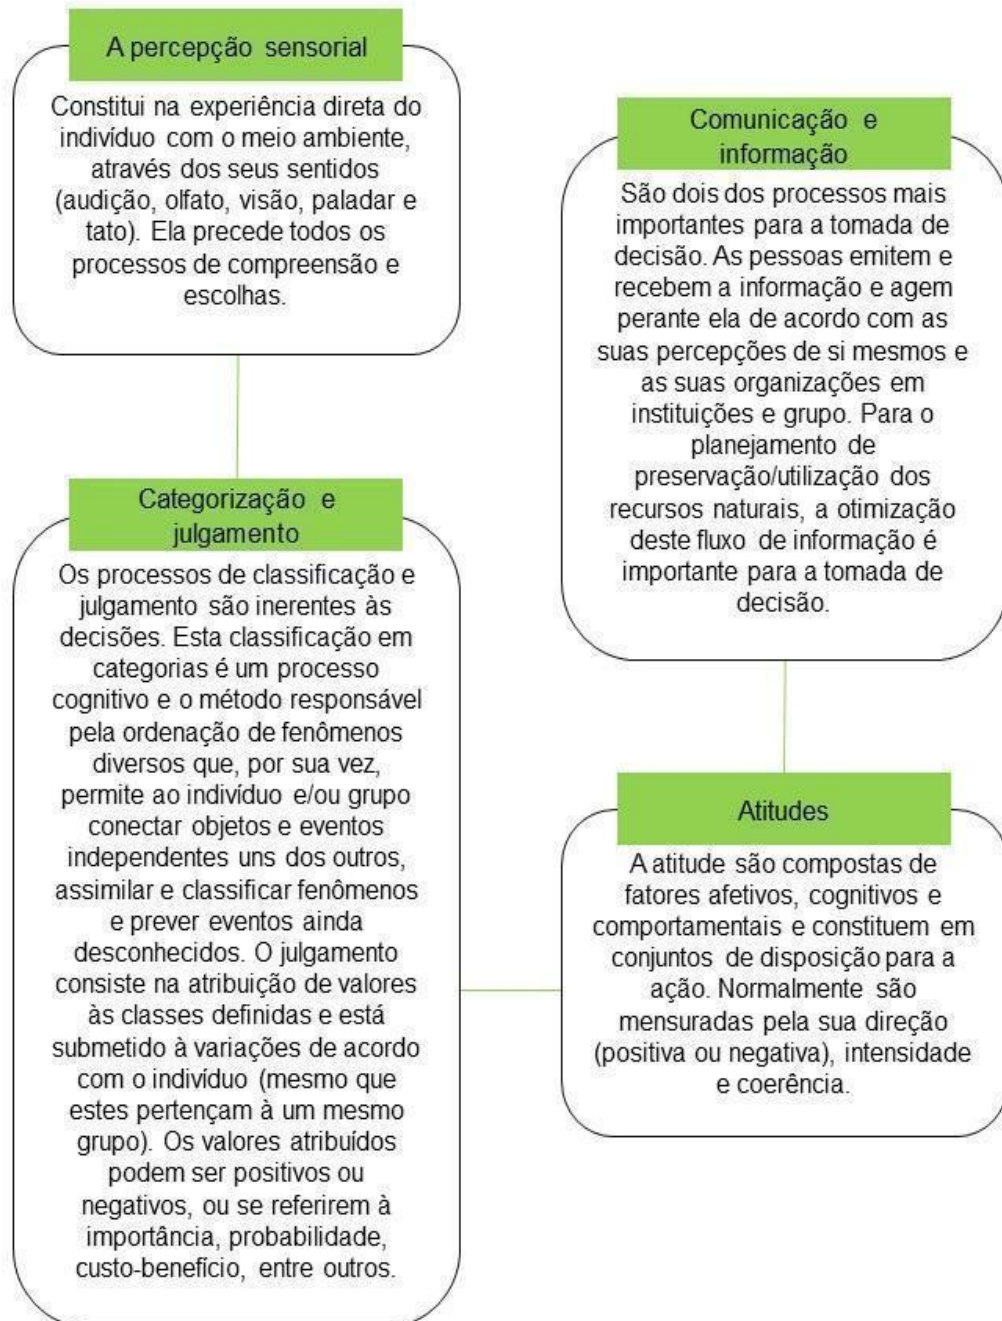 A percepção sensorial
Constitui na experiência direta do
indivíduo com o meio ambiente,
através dos seus sentidos
(audição, olfato, visão, paladar e
tato). Ela precede todos os
processos de compreensão e
escolhas.
Categorização e
julgamento
Os processos de classificação e
julgamento são inerentes às
decisões. Esta classificação em
categorias é um processo
cognitivo e o método responsável
pela ordenação de fenômenos
diversos que, por sua vez,
permite ao indivíduo e/ou grupo
conectar objetos e eventos
independentes uns dos outros,
assimilar e classificar fenômenos
e prever eventos ainda
desconhecidos. O julgamento
consiste na atribuição de valores
às classes definidas e está
submetido à variações de acordo
com o indivíduo (mesmo que
estes pertençam à um mesmo
grupo). Os valores atribuídos
podem ser positivos ou
negativos, ou se referirem à
importância, probabilidade,
custo-benefício, entre outros.
Comunicação e
informação
São dois dos processos mais
importantes para a tomada de
decisão. As pessoas emitem e
recebem a informação e agem
perante ela de acordo com as
suas percepções de si mesmos e
as suas organizações em
instituições e grupo. Para o
planejamento de
preservação/utilização dos
recursos naturais, a otimização
deste fluxo de informação é
importante para a tomada de
decisão.
Atitudes
A atitude são compostas de
fatores afetivos, cognitivos e
comportamentais e constituem em
conjuntos de disposição para a
ação. Normalmente são
mensuradas pela sua direção
(positiva ou negativa), intensidade
e coerência.